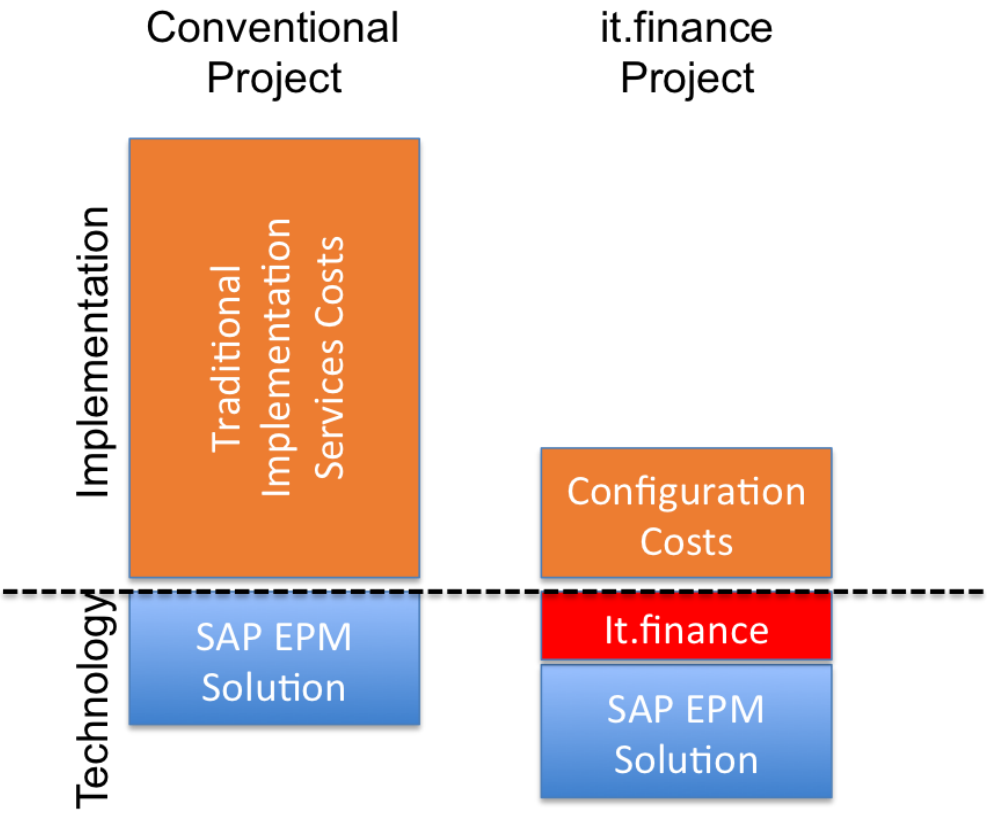 Conventional
Project
it.finance
Project
Implementation
Traditional
Implementation
Services Costs
Configuration
Costs
Technology
SAP EPM
Solution
It.finance
SAP EPM
Solution